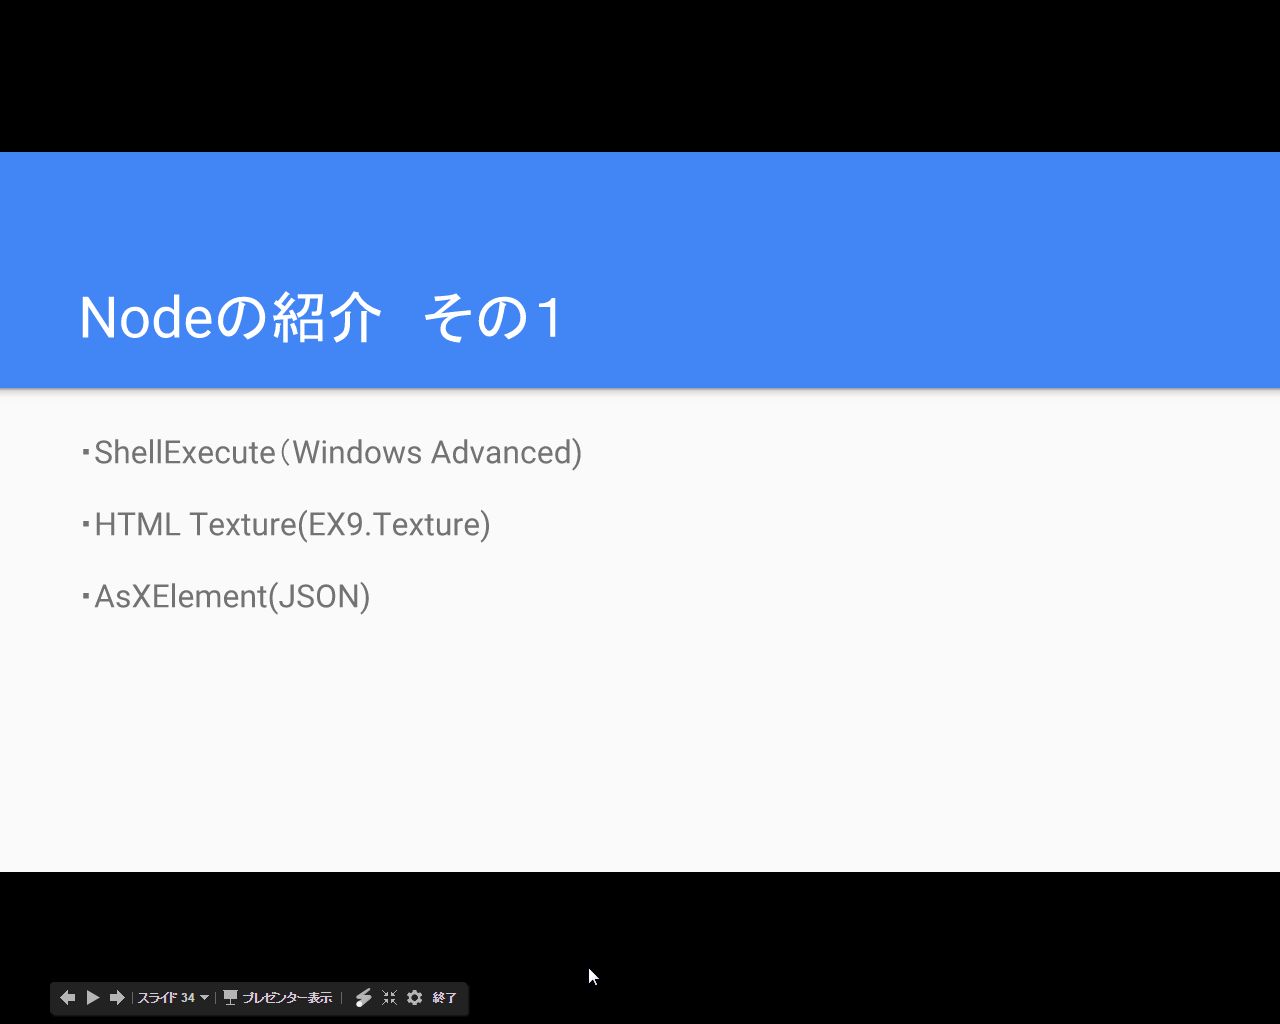 Nodeの紹介　その１
・ShellExecute（Windows Advanced)
・HTML Texture(EX9.Texture)
・AsXElement(JSON)
スライド 34 プレゼンター表示 終了